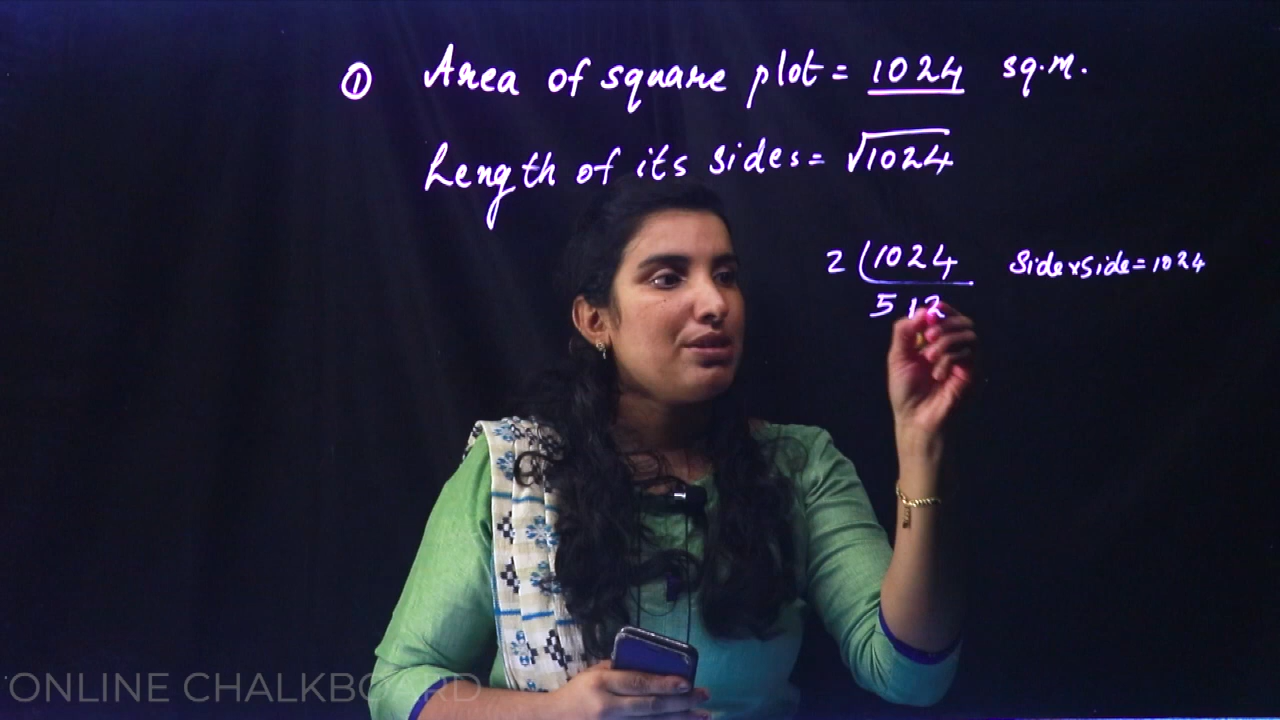 ① Area of square plot = 1024 sq.m.
Length of its sides = √1024
2 1024 Side×Side=1024
512
ONLINE CHALKBOARD